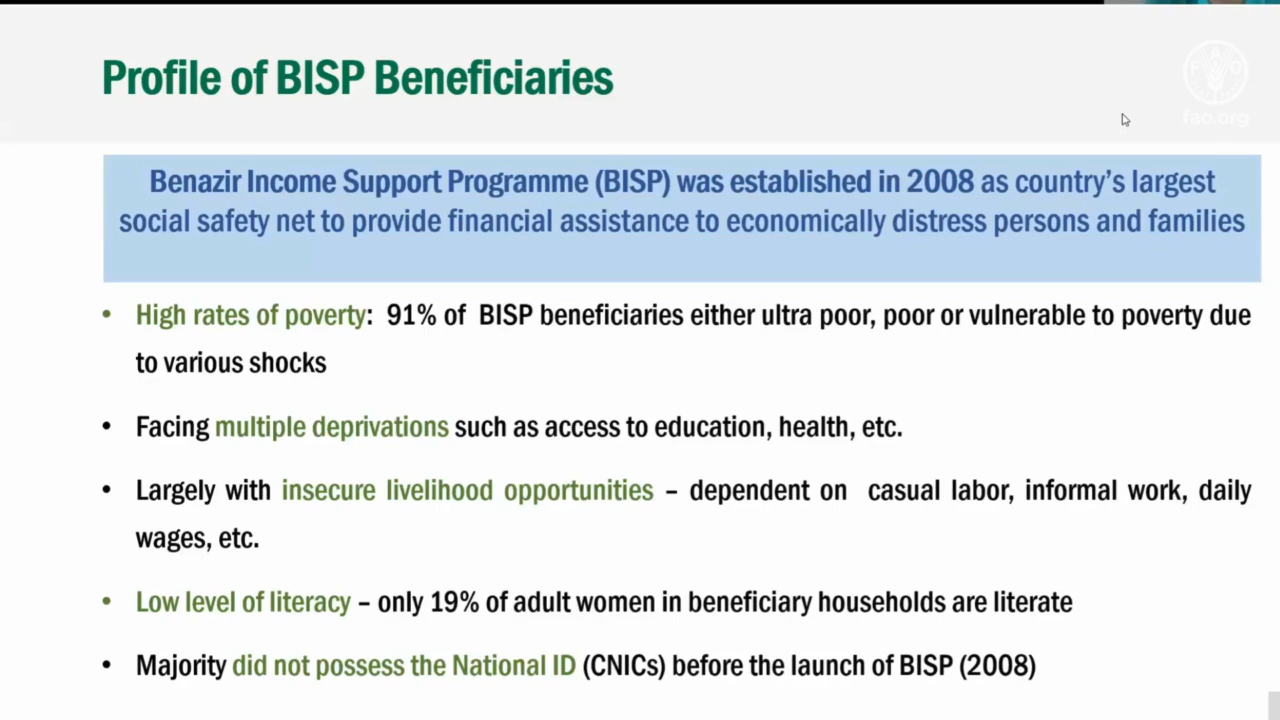 Profile of BISP Beneficiaries
FAO
fao.org
Benazir Income Support Programme (BISP) was established in 2008 as country's largest
social safety net to provide financial assistance to economically distress persons and families
• High rates of poverty: 91% of BISP beneficiaries either ultra poor, poor or vulnerable to poverty due
to various shocks
• Facing multiple deprivations such as access to education, health, etc.
• Largely with insecure livelihood opportunities – dependent on casual labor, informal work, daily
wages, etc.
• Low level of literacy – only 19% of adult women in beneficiary households are literate
• Majority did not possess the National ID (CNICs) before the launch of BISP (2008)